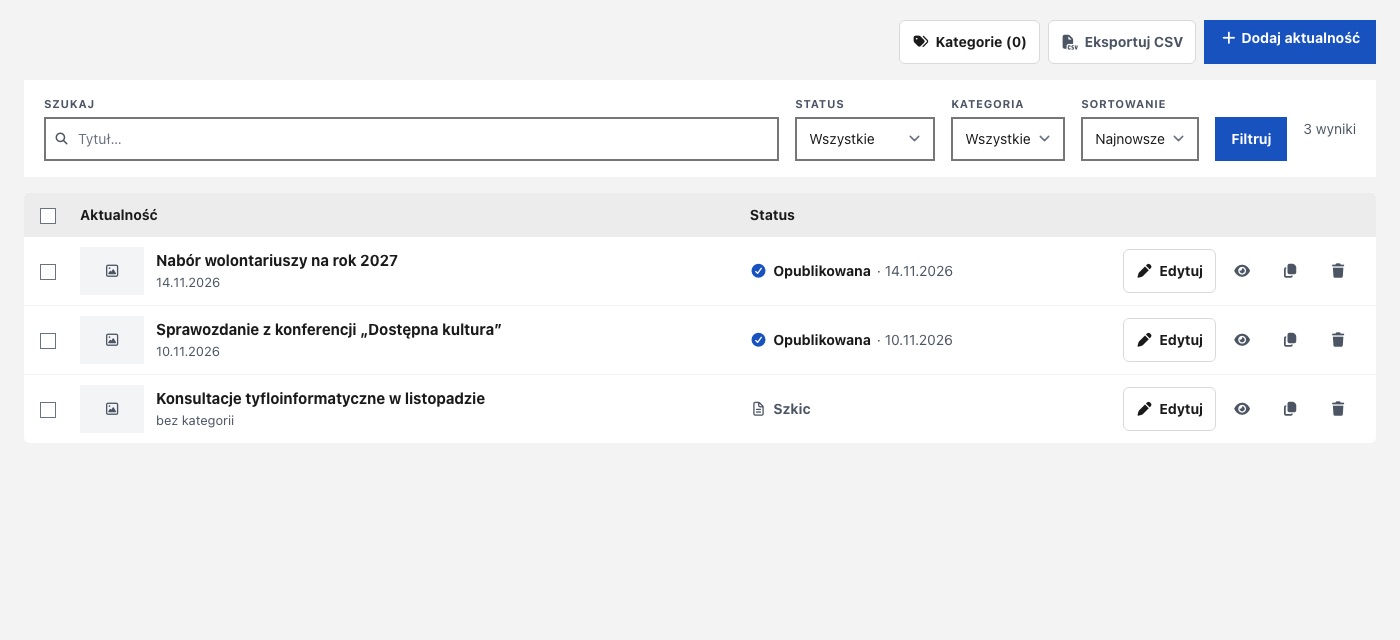 Kategorie (0) Eksportuj CSV + Dodaj aktualność
SZUKAJ STATUS KATEGORIA SORTOWANIE
Tytuł... Wszystkie Wszystkie Najnowsze Filtruj 3 wyniki
Aktualność Status
Nabór wolontariuszy na rok 2027
14.11.2026
Opublikowana · 14.11.2026 Edytuj
Sprawozdanie z konferencji „Dostępna kultura”
10.11.2026
Opublikowana · 10.11.2026 Edytuj
Konsultacje tyfloinformatyczne w listopadzie
bez kategorii
Szkic Edytuj